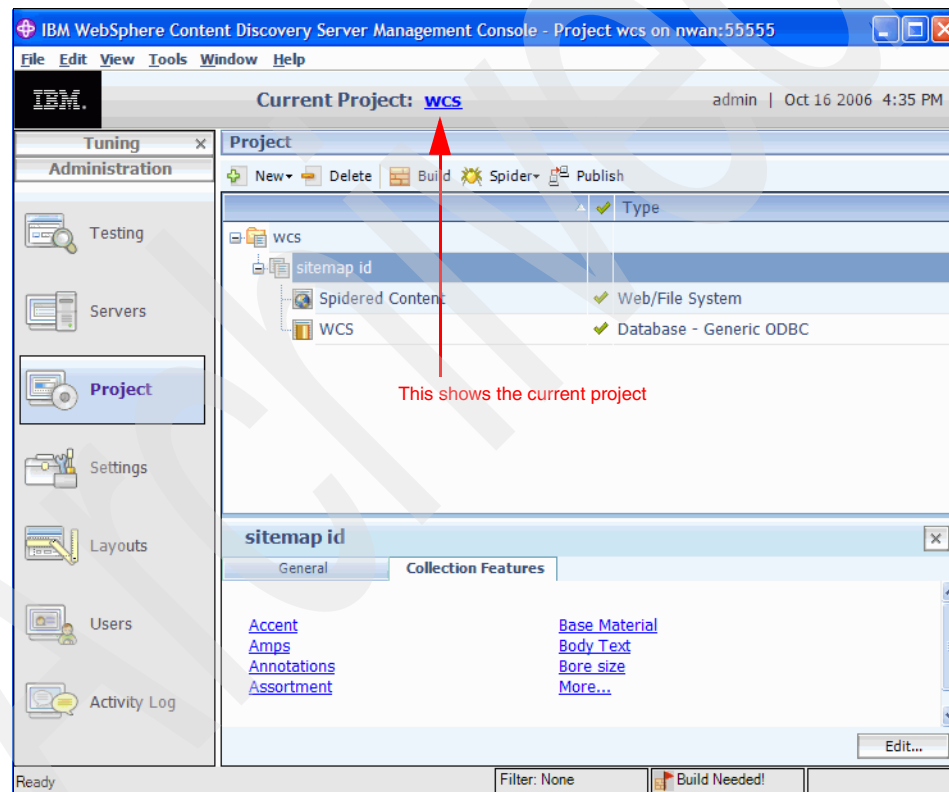 IBM WebSphere Content Discovery Server Management Console - Project wcs on nwan:55555
File Edit View Tools Window Help
IBM.
Current Project: wcs
admin | Oct 16 2006 4:35 PM
Tuning
Administration
Testing
Servers
Project
Settings
Layouts
Users
Activity Log
Project
New Delete Build Spider Publish
Type
wcs
sitemap id
Spidered Content Web/File System
WCS Database - Generic ODBC
This shows the current project
sitemap id
General Collection Features
Accent Base Material
Amps Body Text
Annotations Bore size
Assortment More...
Edit...
Ready Filter: None Build Needed!